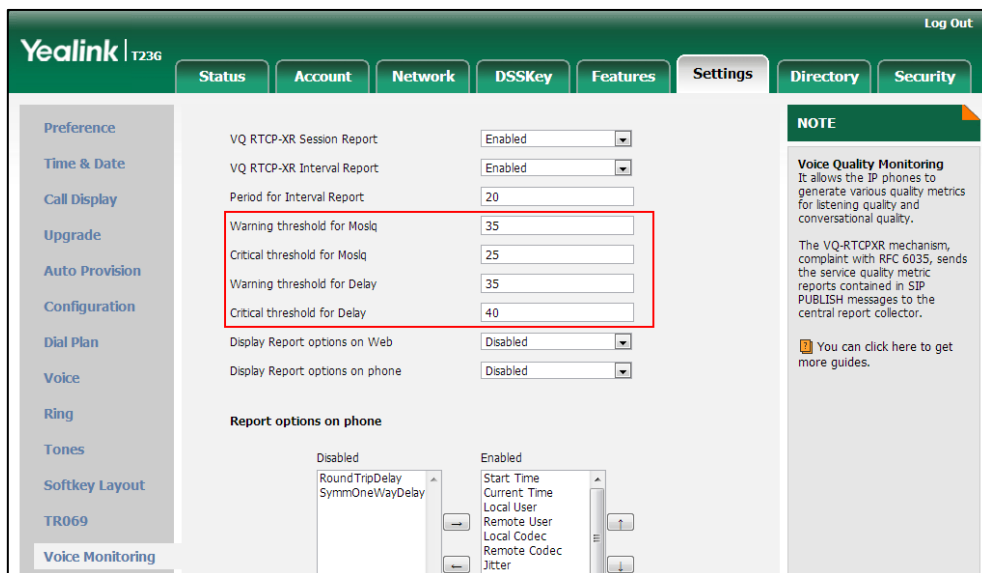 Log Out
Yealink T23G
Status Account Network DSSKey Features Settings Directory Security
Preference
Time & Date
Call Display
Upgrade
Auto Provision
Configuration
Dial Plan
Voice
Ring
Tones
Softkey Layout
TR069
Voice Monitoring
VQ RTCP-XR Session Report Enabled
VQ RTCP-XR Interval Report Enabled
Period for Interval Report 20
Warning threshold for Moslq 35
Critical threshold for Moslq 25
Warning threshold for Delay 35
Critical threshold for Delay 40
Display Report options on Web Disabled
Display Report options on phone Disabled
Report options on phone
Disabled Enabled
RoundTripDelay
SymmOneWayDelay
→
←
Start Time
Current Time
Local User
Remote User
Local Codec
Remote Codec
Jitter
↑
↓
NOTE
Voice Quality Monitoring
It allows the IP phones to
generate various quality metrics
for listening quality and
conversational quality.
The VQ-RTCPXR mechanism,
complaint with RFC 6035, sends
the service quality metric
reports contained in SIP
PUBLISH messages to the
central report collector.
? You can click here to get
more guides.